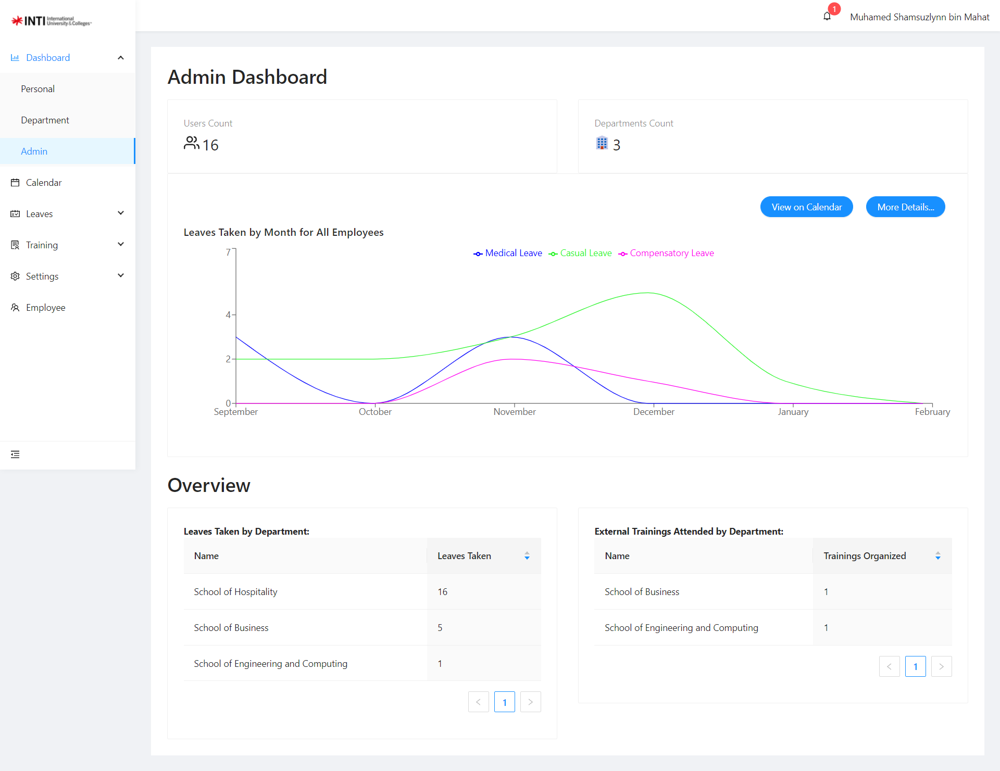 INTI International University & Colleges
1
Muhamed Shamsuzlynn bin Mahat
Dashboard
Personal
Department
Admin
Calendar
Leaves
Training
Settings
Employee
Admin Dashboard
Users Count
16
Departments Count
3
View on Calendar
More Details...
Leaves Taken by Month for All Employees
Medical Leave Casual Leave Compensatory Leave
7
4
2
0
September October November December January February
Overview
Leaves Taken by Department:
Name Leaves Taken
School of Hospitality 16
School of Business 5
School of Engineering and Computing 1
< 1 >
External Trainings Attended by Department:
Name Trainings Organized
School of Business 1
School of Engineering and Computing 1
< 1 >